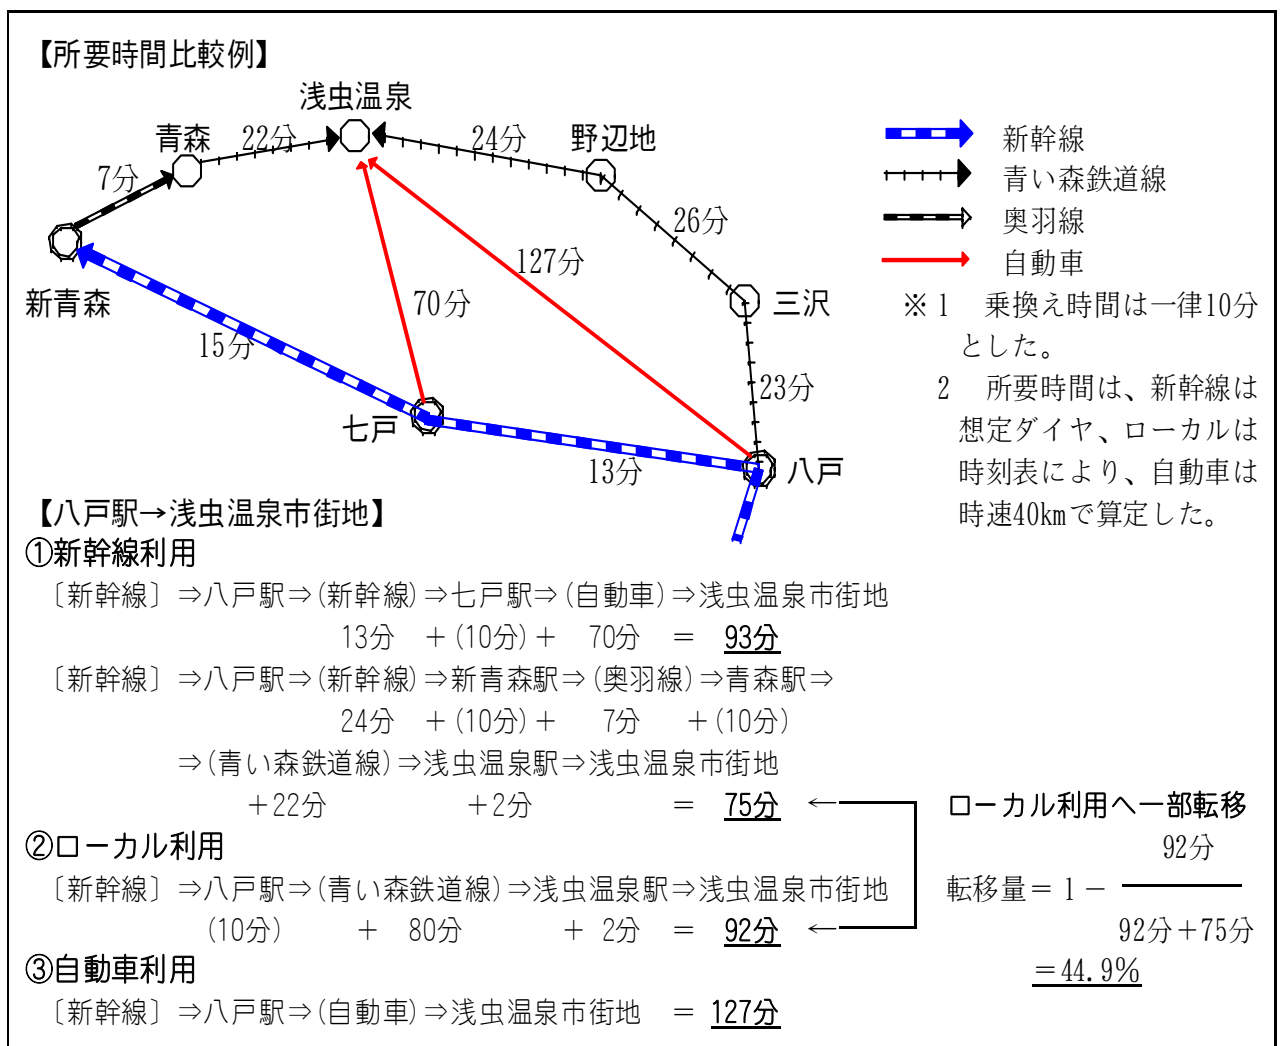 【所要時間比較例】
浅虫温泉
青森
22分
24分
野辺地
7分
26分
127分
新青森
70分
三沢
15分
23分
七戸
13分
八戸
新幹線
青い森鉄道線
奥羽線
自動車
※１　乗換え時間は一律10分
とした。
２　所要時間は、新幹線は
想定ダイヤ、ローカルは
時刻表により、自動車は
時速40㎞で算定した。
【八戸駅→浅虫温泉市街地】
①新幹線利用
〔新幹線〕⇒八戸駅⇒(新幹線)⇒七戸駅⇒(自動車)⇒浅虫温泉市街地
13分　＋(10分)＋　70分　＝　93分
〔新幹線〕⇒八戸駅⇒(新幹線)⇒新青森駅⇒(奥羽線)⇒青森駅⇒
24分　＋(10分)＋　7分　＋(10分)
⇒(青い森鉄道線)⇒浅虫温泉駅⇒浅虫温泉市街地
＋22分　＋2分　＝　75分　←
②ローカル利用
〔新幹線〕⇒八戸駅⇒(青い森鉄道線)⇒浅虫温泉駅⇒浅虫温泉市街地
(10分)　＋　80分　＋ 2分　＝　92分　←
③自動車利用
〔新幹線〕⇒八戸駅⇒(自動車)⇒浅虫温泉市街地　＝ 127分
ローカル利用へ一部転移
92分
転移量＝１－
92分＋75分
＝44.9％